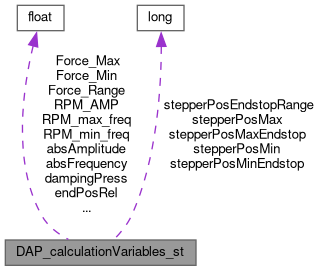 float
long
Force_Max
Force_Min
Force_Range
RPM_AMP
RPM_max_freq
RPM_min_freq
absAmplitude
absFrequency
dampingPress
endPosRel
...
stepperPosEndstopRange
stepperPosMax
stepperPosMaxEndstop
stepperPosMin
stepperPosMinEndstop
DAP_calculationVariables_st